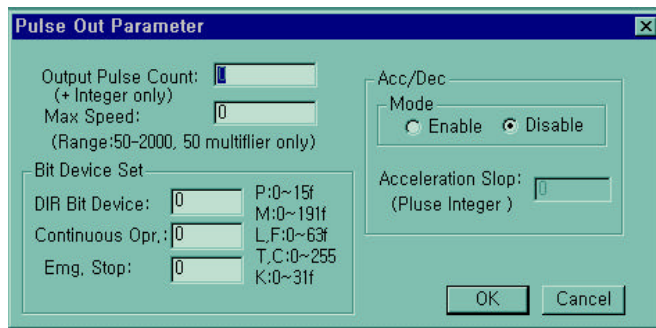 Pulse Out Parameter
Output Pulse Count: 0
(+ Integer only)
Max Speed: 0
(Range:50-2000, 50 multiflier only)
Bit Device Set
DIR Bit Device: 0
Continuous Opr,: 0
Emg, Stop: 0
P:0~15f
M:0~191f
L,F:0~63f
T,C:0~255
K:0~31f
Acc/Dec
Mode
Enable Disable
Acceleration Slop: 0
(Pluse Integer )
OK Cancel